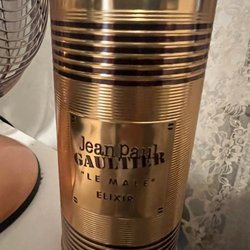 Jean Paul
GAULTIER
"LE MALE"
ELIXIR